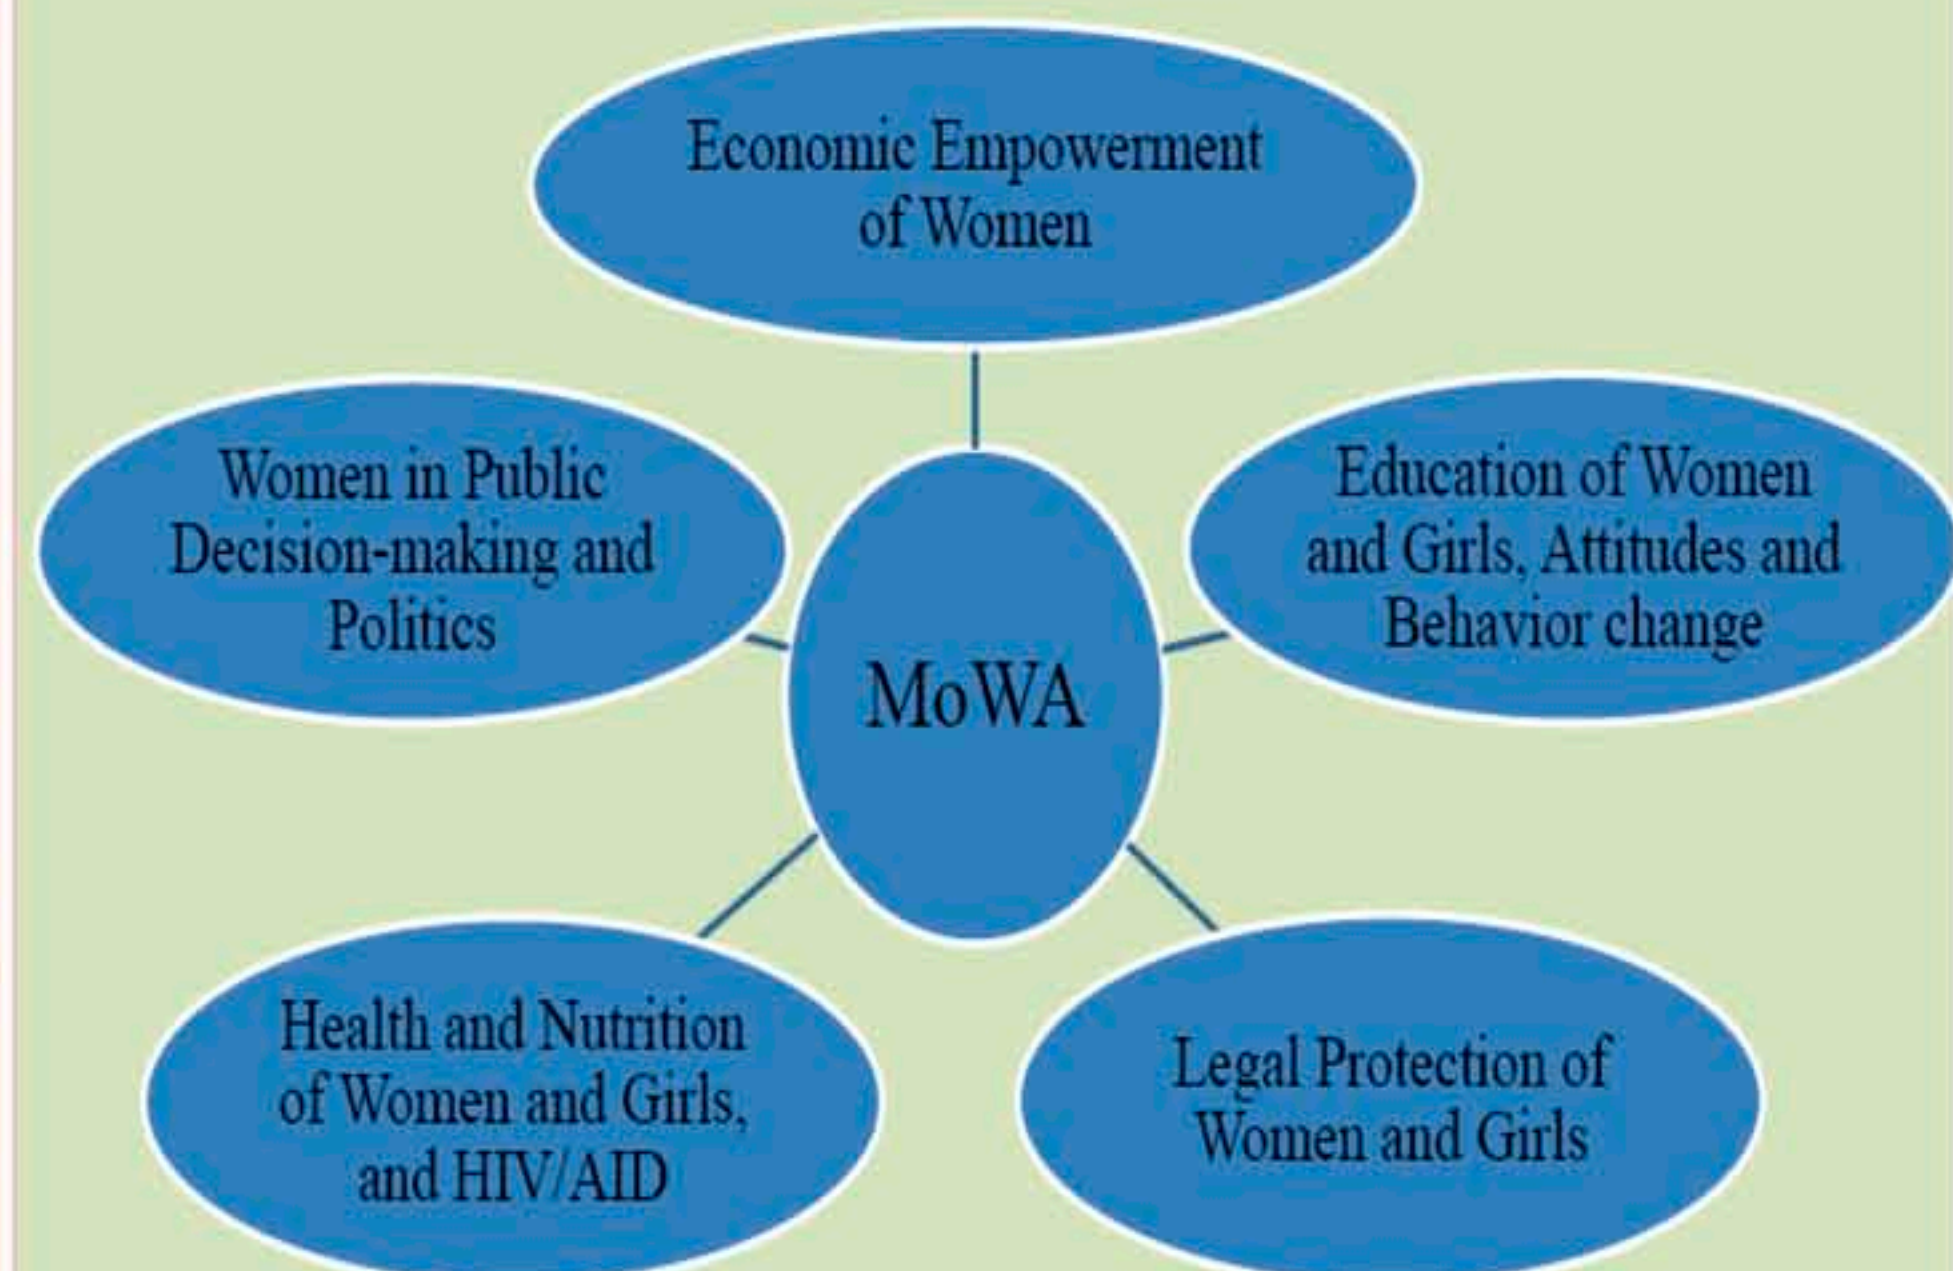 Economic Empowerment
of Women
Women in Public
Decision-making and
Politics
Education of Women
and Girls, Attitudes and
Behavior change
MoWA
Health and Nutrition
of Women and Girls,
and HIV/AID
Legal Protection of
Women and Girls